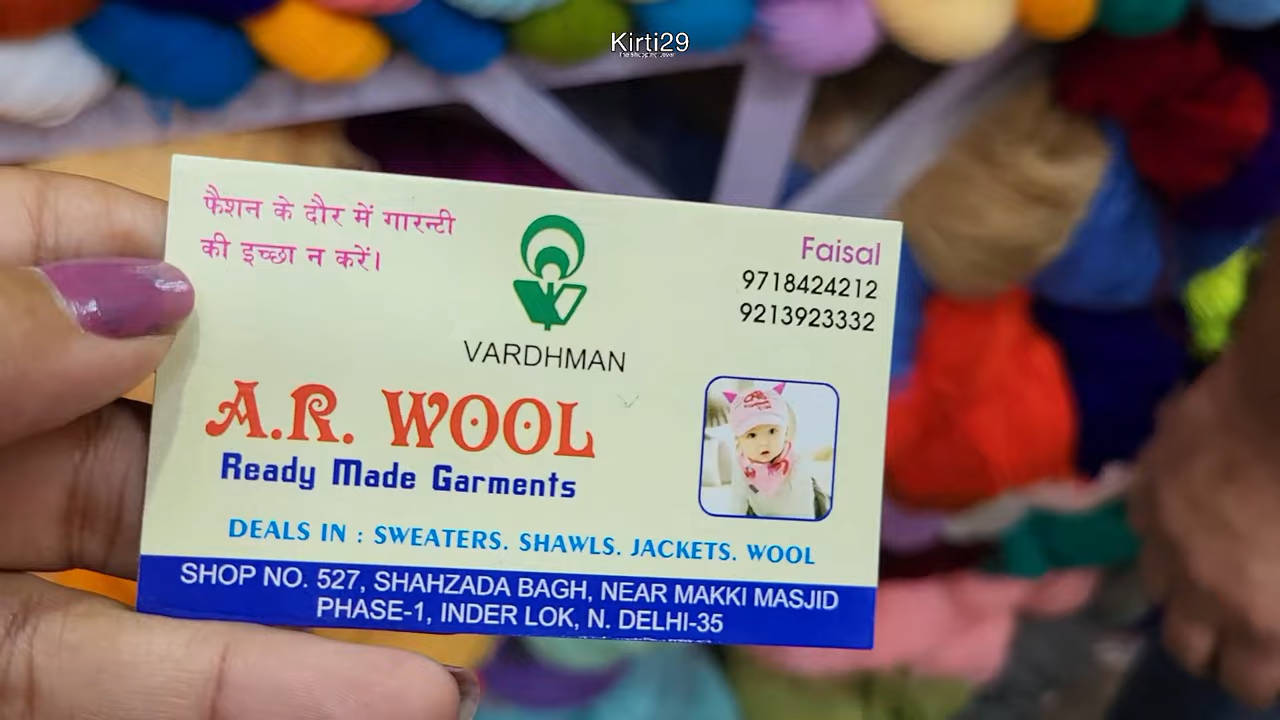 Kirti29
फैशन के दौर में गारन्टी
की इच्छा न करें।
VARDHMAN
Faisal
9718424212
9213923332
A.R. WOOL
Ready Made Garments
DEALS IN : SWEATERS. SHAWLS. JACKETS. WOOL
SHOP NO. 527, SHAHZADA BAGH, NEAR MAKKI MASJID
PHASE-1, INDER LOK, N. DELHI-35